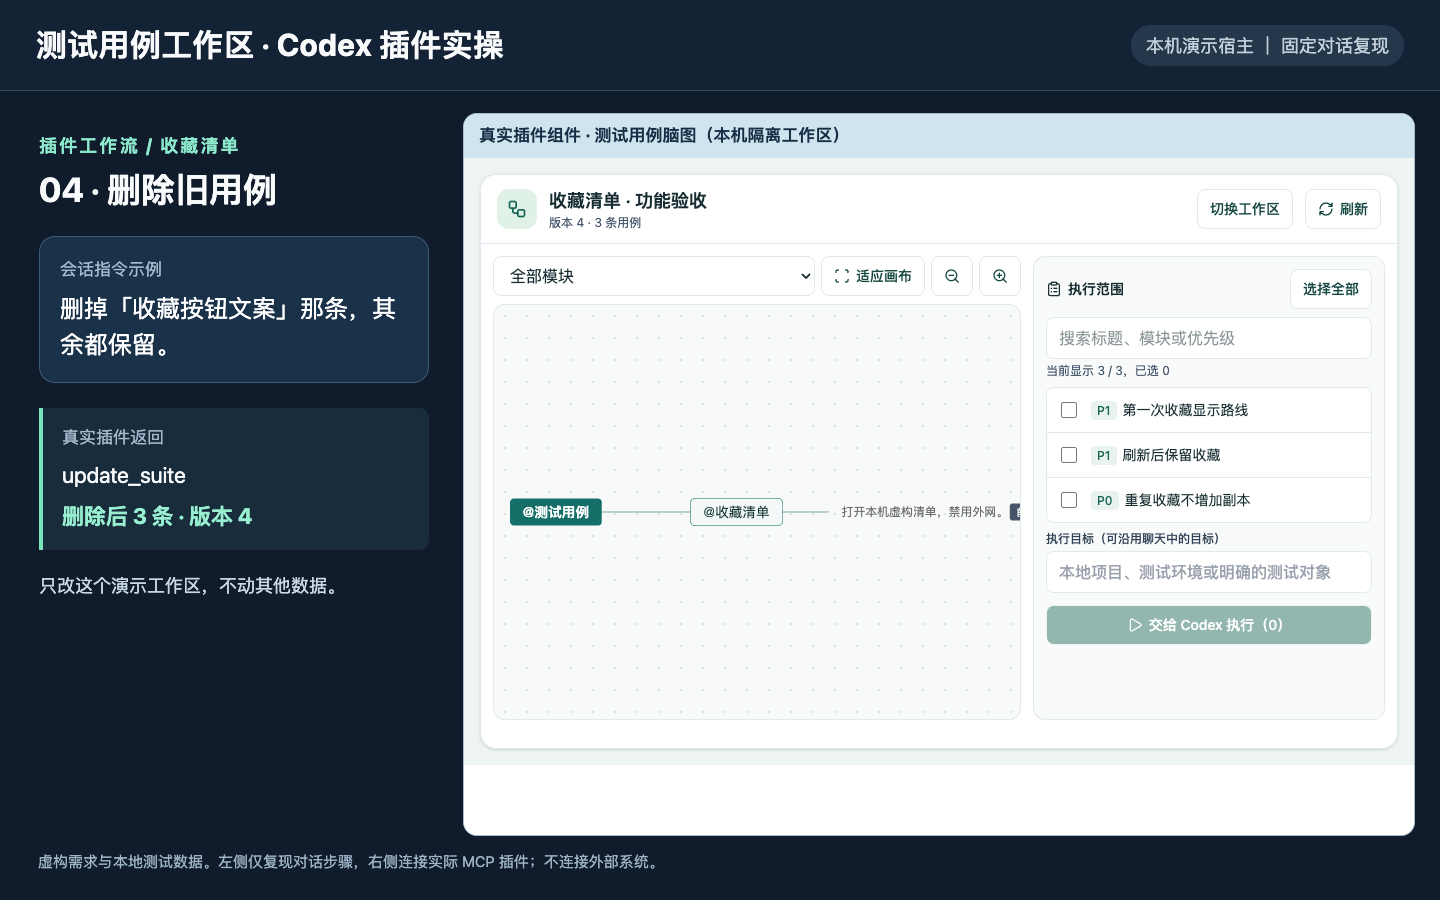 测试用例工作区 · Codex 插件实操
本机演示宿主 | 固定对话复现
插件工作流 / 收藏清单
04 · 删除旧用例
会话指令示例
删掉「收藏按钮文案」那条，其
余都保留。
真实插件返回
update_suite
删除后 3 条 · 版本 4
只改这个演示工作区，不动其他数据。
真实插件组件 · 测试用例脑图（本机隔离工作区）
收藏清单 · 功能验收
版本 4 · 3 条用例
切换工作区
刷新
全部模块
适应画布
@测试用例
@收藏清单
打开本机虚构清单，禁用外网。
执行范围
选择全部
搜索标题、模块或优先级
当前显示 3 / 3，已选 0
P1 第一次收藏显示路线
P1 刷新后保留收藏
P0 重复收藏不增加副本
执行目标（可沿用聊天中的目标）
本地项目、测试环境或明确的测试对象
交给 Codex 执行（0）
虚构需求与本地测试数据。左侧仅复现对话步骤，右侧连接实际 MCP 插件；不连接外部系统。